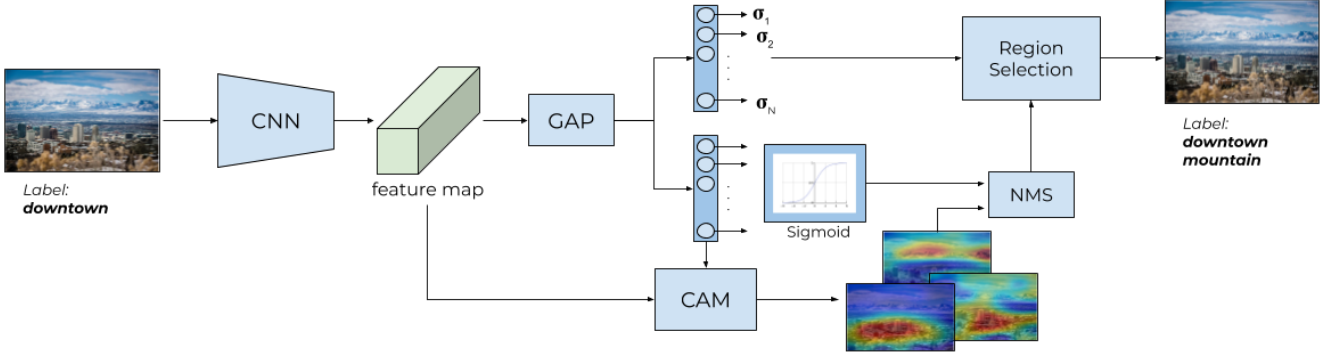 Label:
downtown
CNN
feature map
GAP
σ1
σ2
σN
Sigmoid
CAM
NMS
Region
Selection
Label:
downtown
mountain